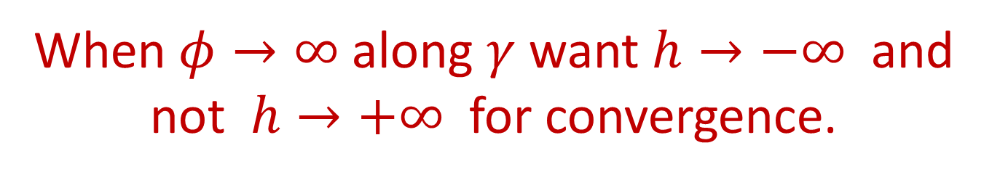 When 𝜙 → ∞ along 𝛾 want ℎ → −∞ and
not ℎ → +∞ for convergence.